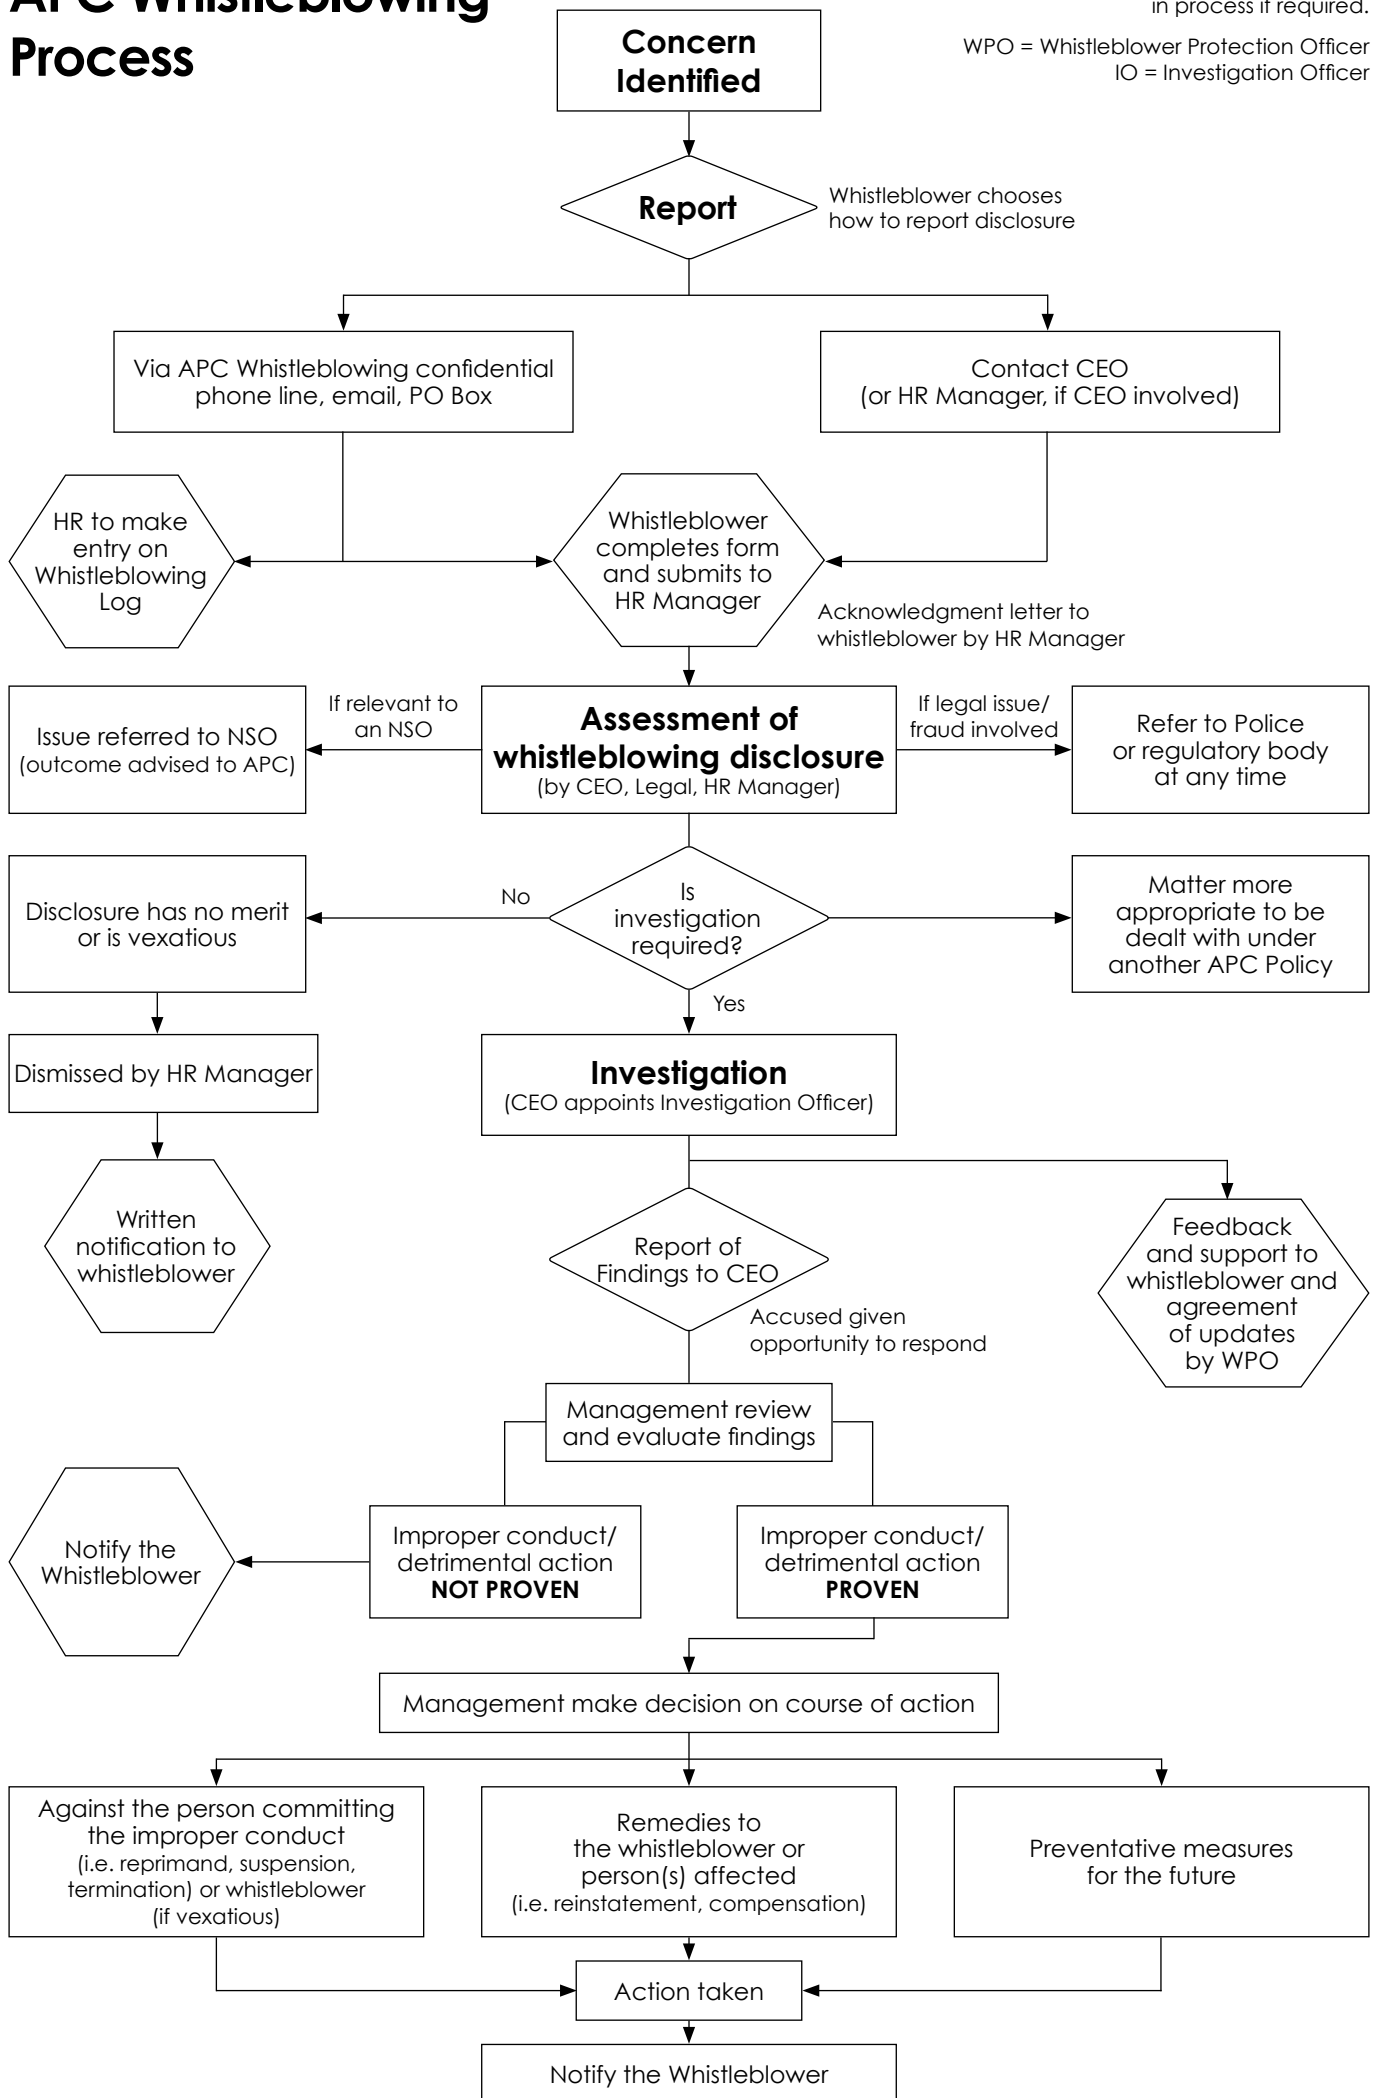 APC Whistleblowing
Process
in process if required.
WPO = Whistleblower Protection Officer
IO = Investigation Officer
Concern
Identified
Report
Whistleblower chooses
how to report disclosure
Via APC Whistleblowing confidential
phone line, email, PO Box
Contact CEO
(or HR Manager, if CEO involved)
HR to make
entry on
Whistleblowing
Log
Whistleblower
completes form
and submits to
HR Manager
Acknowledgment letter to
whistleblower by HR Manager
Issue referred to NSO
(outcome advised to APC)
If relevant to
an NSO
Assessment of
whistleblowing disclosure
(by CEO, Legal, HR Manager)
If legal issue/
fraud involved
Refer to Police
or regulatory body
at any time
Disclosure has no merit
or is vexatious
No
Is
investigation
required?
Matter more
appropriate to be
dealt with under
another APC Policy
Yes
Dismissed by HR Manager
Investigation
(CEO appoints Investigation Officer)
Written
notification to
whistleblower
Report of
Findings to CEO
Feedback
and support to
whistleblower and
agreement
of updates
by WPO
Accused given
opportunity to respond
Management review
and evaluate findings
Notify the
Whistleblower
Improper conduct/
detrimental action
NOT PROVEN
Improper conduct/
detrimental action
PROVEN
Management make decision on course of action
Against the person committing
the improper conduct
(i.e. reprimand, suspension,
termination) or whistleblower
(if vexatious)
Remedies to
the whistleblower or
person(s) affected
(i.e. reinstatement, compensation)
Preventative measures
for the future
Action taken
Notify the Whistleblower